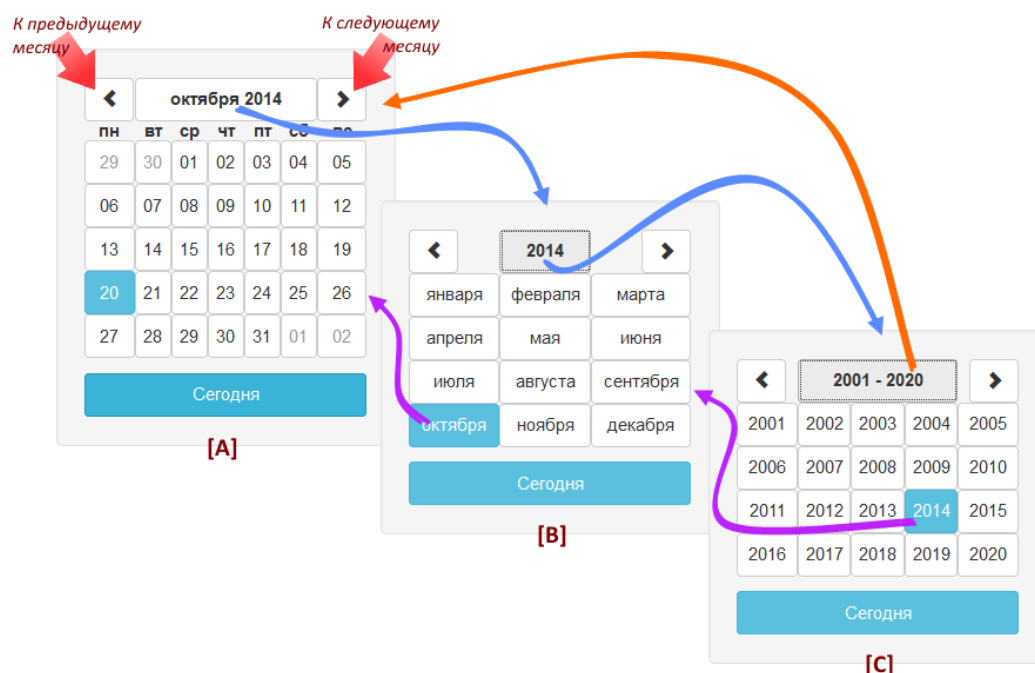 К предыдущему
месяцу
К следующему
месяцу
октября 2014
пн вт ср чт пт сб
29 30 01 02 03 04 05
06 07 08 09 10 11 12
13 14 15 16 17 18 19
20 21 22 23 24 25 26
27 28 29 30 31 01 02
Сегодня
[A]
2014
января февраля марта
апреля мая июня
июля августа сентября
октября ноября декабря
Сегодня
[B]
2001 - 2020
2001 2002 2003 2004 2005
2006 2007 2008 2009 2010
2011 2012 2013 2014 2015
2016 2017 2018 2019 2020
Сегодня
[C]